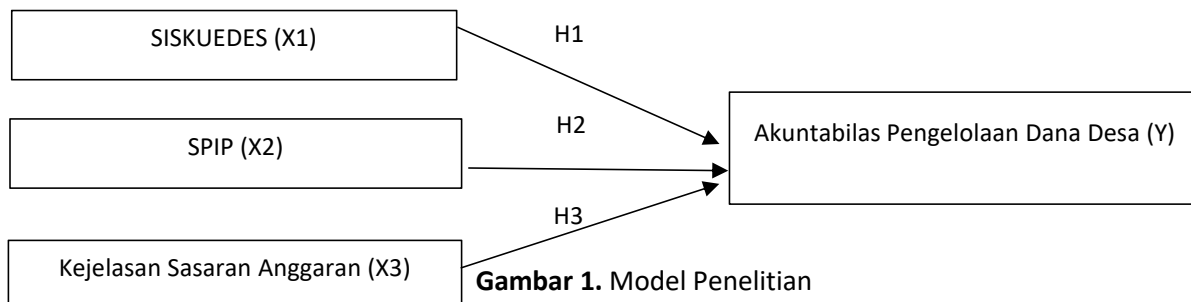 SISKUEDES (X1)
H1
SPIP (X2)
H2
Akuntabilas Pengelolaan Dana Desa (Y)
H3
Kejelasan Sasaran Anggaran (X3)
Gambar 1. Model Penelitian